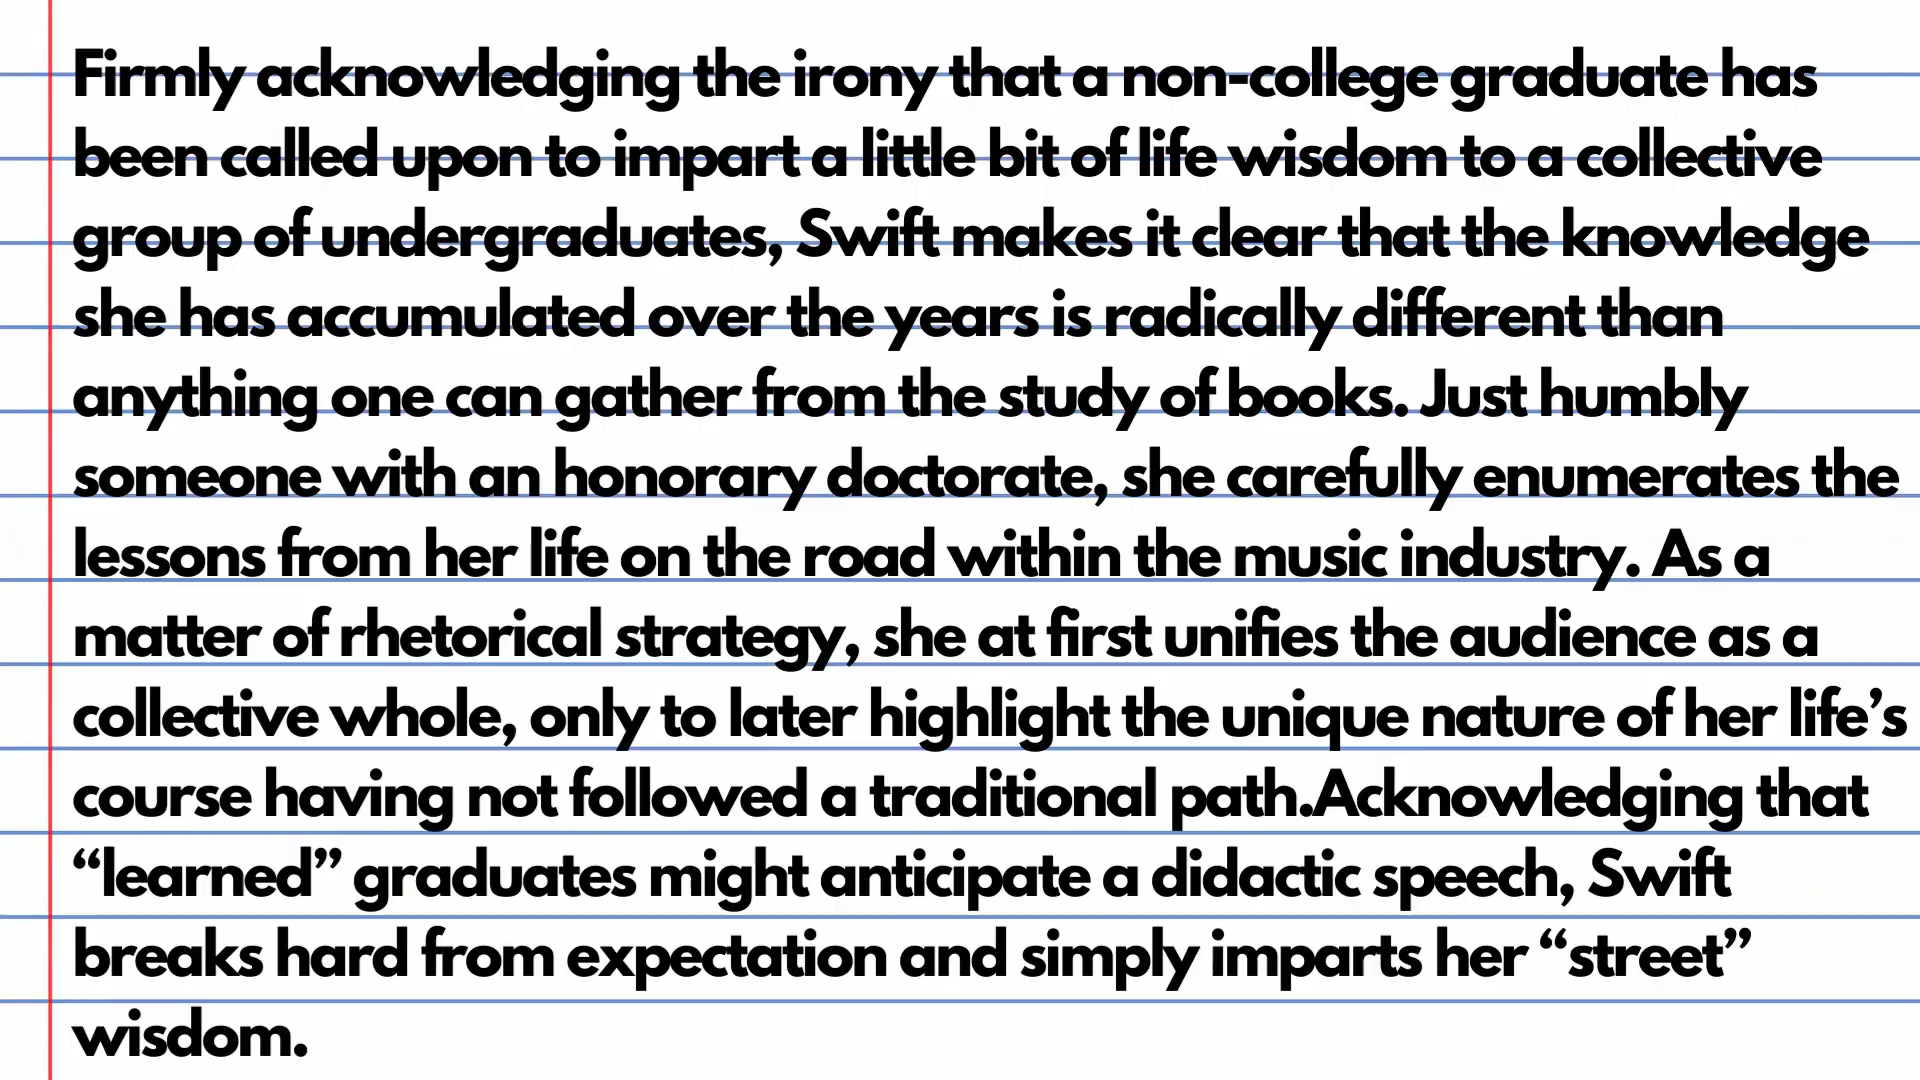 Firmly acknowledging the irony that a non-college graduate has
been called upon to impart a little bit of life wisdom to a collective
group of undergraduates, Swift makes it clear that the knowledge
she has accumulated over the years is radically different than
anything one can gather from the study of books. Just humbly
someone with an honorary doctorate, she carefully enumerates the
lessons from her life on the road within the music industry. As a
matter of rhetorical strategy, she at first unifies the audience as a
collective whole, only to later highlight the unique nature of her life’s
course having not followed a traditional path.Acknowledging that
“learned” graduates might anticipate a didactic speech, Swift
breaks hard from expectation and simply imparts her “street”
wisdom.